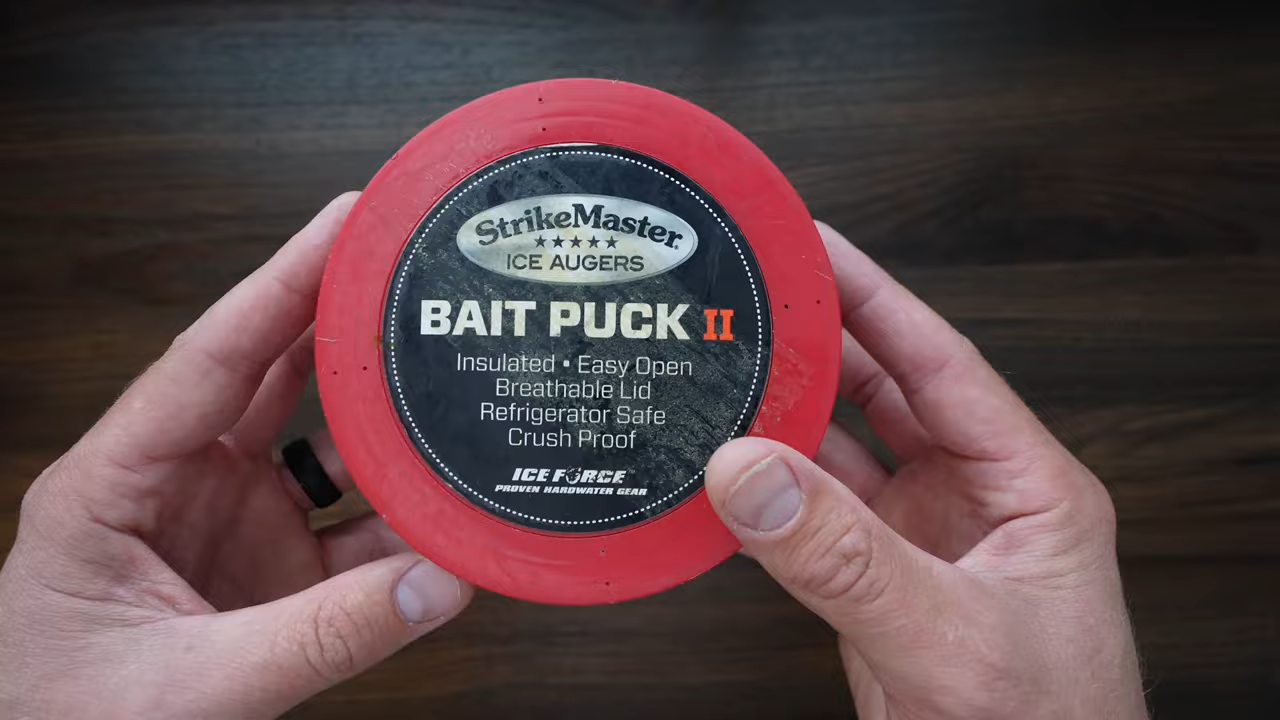 StrikeMaster
★★★★★
ICE AUGERS
BAIT PUCK II
Insulated • Easy Open
Breathable Lid
Refrigerator Safe
Crush Proof
ICE FORCE™
PROVEN HARDWATER GEAR